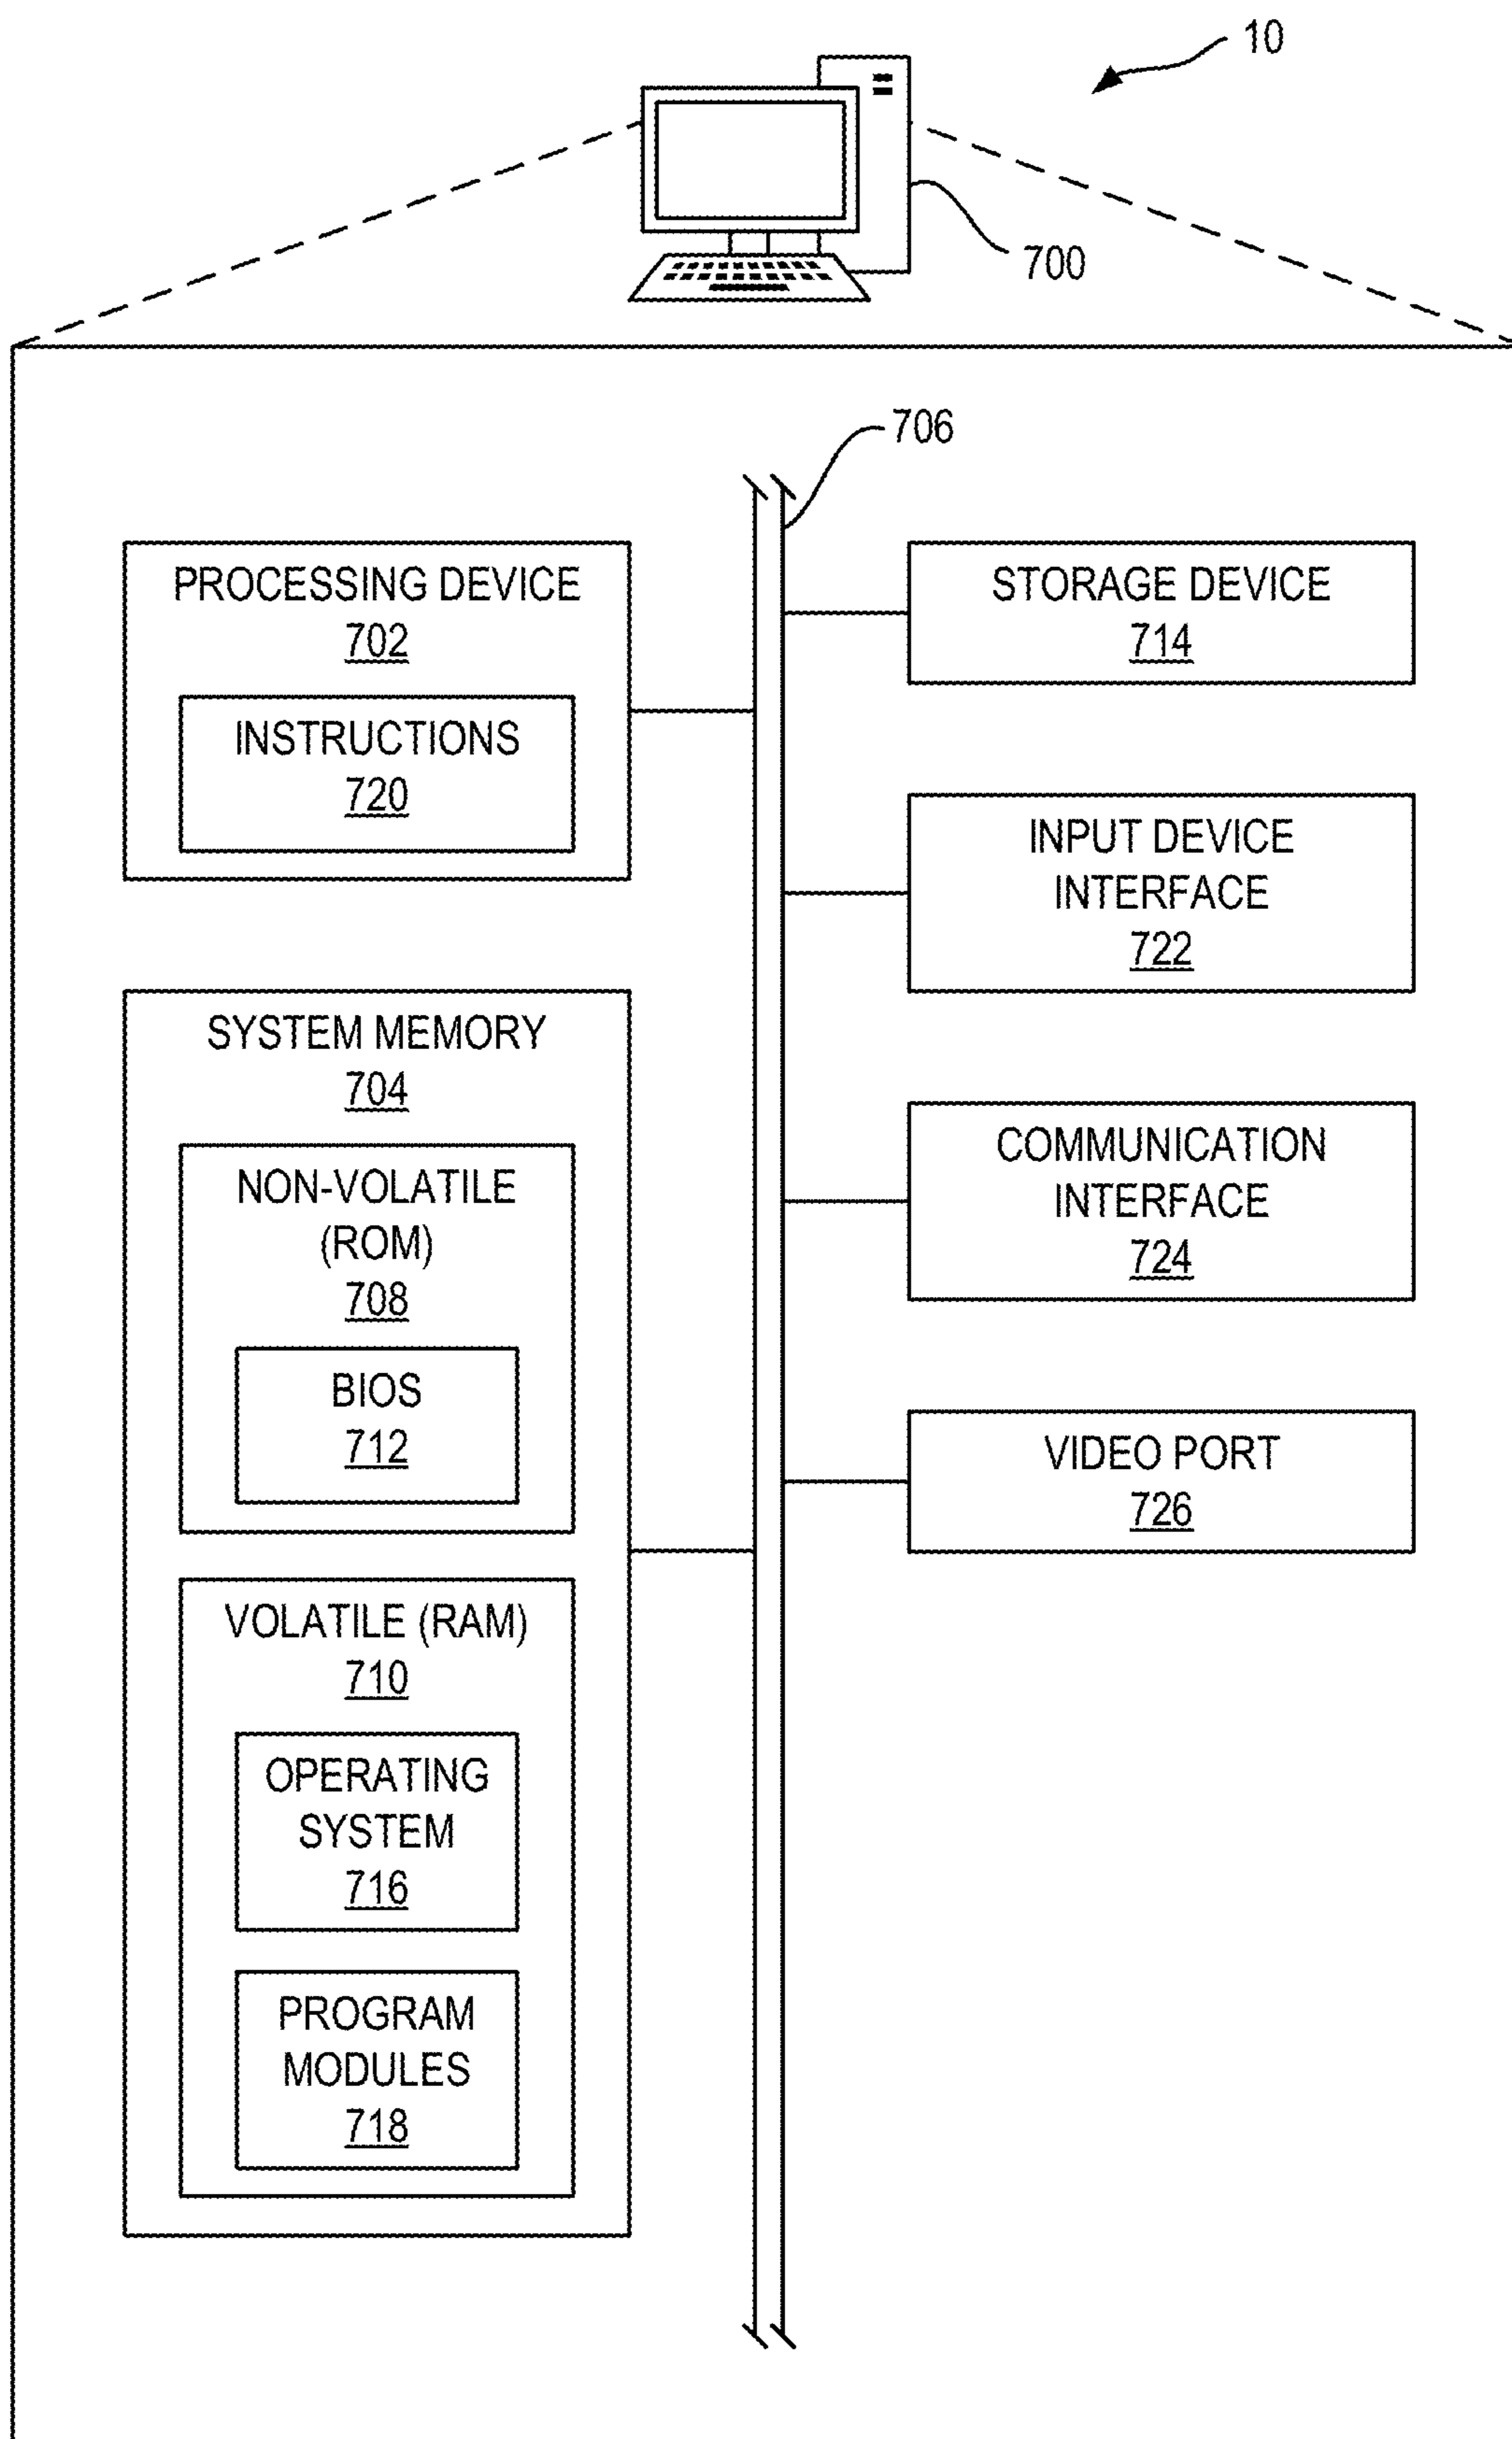 10
700
706
PROCESSING DEVICE
702
INSTRUCTIONS
720
SYSTEM MEMORY
704
NON-VOLATILE
(ROM)
708
BIOS
712
VOLATILE (RAM)
710
OPERATING
SYSTEM
716
PROGRAM
MODULES
718
STORAGE DEVICE
714
INPUT DEVICE
INTERFACE
722
COMMUNICATION
INTERFACE
724
VIDEO PORT
726